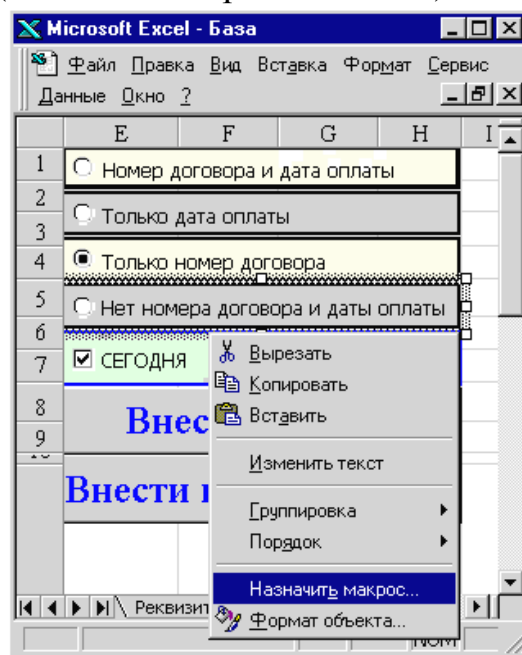 Microsoft Excel - База
Файл Правка Вид Вставка Формат Сервис
Данные Окно ?
E F G H I
1 Номер договора и дата оплаты
2
3 Только дата оплаты
4 Только номер договора
5 Нет номера договора и даты оплаты
6
7 СЕГОДНЯ
8
9 Внес
Внести
Вырезать
Копировать
Вставить
Изменить текст
Группировка
Порядок
Назначить макрос...
Формат объекта...
Реквизит
NUM